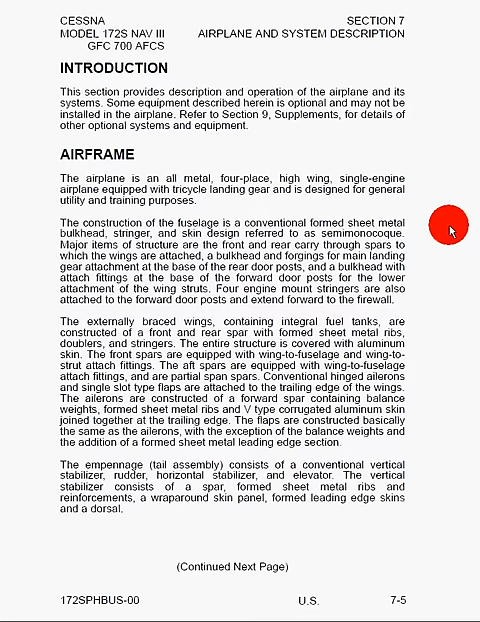 CESSNA
SECTION 7
MODEL 172S NAV III
AIRPLANE AND SYSTEM DESCRIPTION
GFC 700 AFCS
INTRODUCTION
This section provides description and operation of the airplane and its
systems. Some equipment described herein is optional and may not be
installed in the airplane. Refer to Section 9, Supplements, for details of
other optional systems and equipment.
AIRFRAME
The airplane is an all metal, four-place, high wing, single-engine
airplane equipped with tricycle landing gear and is designed for general
utility and training purposes.
The construction of the fuselage is a conventional formed sheet metal
bulkhead, stringer, and skin design referred to as semimonocoque.
Major items of structure are the front and rear carry through spars to
which the wings are attached, a bulkhead and forgings for main landing
gear attachment at the base of the rear door posts, and a bulkhead with
attach fittings at the base of the forward door posts for the lower
attachment of the wing struts. Four engine mount stringers are also
attached to the forward door posts and extend forward to the firewall.
The externally braced wings, containing integral fuel tanks, are
constructed of a front and rear spar with formed sheet metal ribs,
doublers, and stringers. The entire structure is covered with aluminum
skin. The front spars are equipped with wing-to-fuselage and wing-to-
strut attach fittings. The aft spars are equipped with wing-to-fuselage
attach fittings, and are partial span spars. Conventional hinged ailerons
and single slot type flaps are attached to the trailing edge of the wings.
The ailerons are constructed of a forward spar containing balance
weights, formed sheet metal ribs and V type corrugated aluminum skin
joined together at the trailing edge. The flaps are constructed basically
the same as the ailerons, with the exception of the balance weights and
the addition of a formed sheet metal leading edge section.
The empennage (tail assembly) consists of a conventional vertical
stabilizer, rudder, horizontal stabilizer, and elevator. The vertical
stabilizer consists of a spar, formed sheet metal ribs and
reinforcements, a wraparound skin panel, formed leading edge skins
and a dorsal.
(Continued Next Page)
172SPHBUS-00
U.S.
7-5